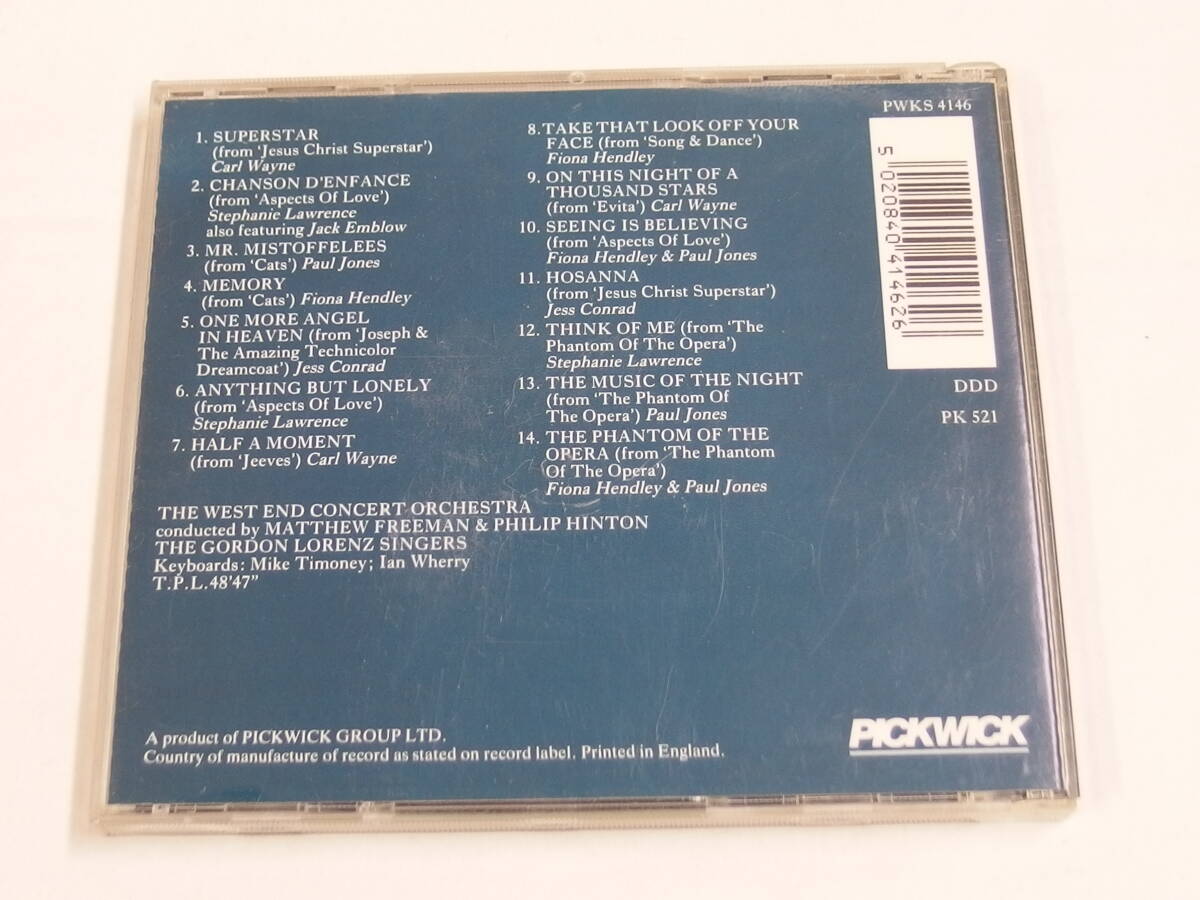 1. SUPERSTAR
(from 'Jesus Christ Superstar')
Carl Wayne
2. CHANSON D'ENFANCE
(from 'Aspects Of Love')
Stephanie Lawrence
also featuring Jack Emblow
3. MR. MISTOFFELEES
(from 'Cats') Paul Jones
4. MEMORY
(from 'Cats') Fiona Hendley
5. ONE MORE ANGEL
IN HEAVEN (from 'Joseph &
The Amazing Technicolor
Dreamcoat') Jess Conrad
6. ANYTHING BUT LONELY
(from 'Aspects Of Love')
Stephanie Lawrence
7. HALF A MOMENT
(from 'Jeeves') Carl Wayne
8. TAKE THAT LOOK OFF YOUR
FACE (from 'Song & Dance')
Fiona Hendley
9. ON THIS NIGHT OF A
THOUSAND STARS
(from 'Evita') Carl Wayne
10. SEEING IS BELIEVING
(from 'Aspects Of Love')
Fiona Hendley & Paul Jones
11. HOSANNA
(from 'Jesus Christ Superstar')
Jess Conrad
12. THINK OF ME (from 'The
Phantom Of The Opera')
Stephanie Lawrence
13. THE MUSIC OF THE NIGHT
(from 'The Phantom Of
The Opera') Paul Jones
14. THE PHANTOM OF THE
OPERA (from 'The Phantom
Of The Opera')
Fiona Hendley & Paul Jones
PWKS 4146
5 020840 414626
DDD
PK 521
THE WEST END CONCERT ORCHESTRA
conducted by MATTHEW FREEMAN & PHILIP HINTON
THE GORDON LORENZ SINGERS
Keyboards: Mike Timoney; Ian Wherry
T.P.L.48'47"
A product of PICKWICK GROUP LTD.
Country of manufacture of record as stated on record label. Printed in England.
PICKWICK